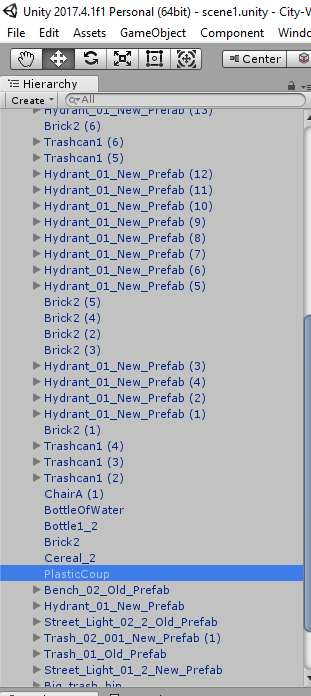 Unity 2017.4.1f1 Personal (64bit) - scene1.unity - City-V
File Edit Assets GameObject Component Windo
Center
Hierarchy
Create All
Hydrant_01_New_Prefab (13)
Brick2 (6)
Trashcan1 (6)
Trashcan1 (5)
Hydrant_01_New_Prefab (12)
Hydrant_01_New_Prefab (11)
Hydrant_01_New_Prefab (10)
Hydrant_01_New_Prefab (9)
Hydrant_01_New_Prefab (8)
Hydrant_01_New_Prefab (7)
Hydrant_01_New_Prefab (6)
Hydrant_01_New_Prefab (5)
Brick2 (5)
Brick2 (4)
Brick2 (2)
Brick2 (3)
Hydrant_01_New_Prefab (3)
Hydrant_01_New_Prefab (4)
Hydrant_01_New_Prefab (2)
Hydrant_01_New_Prefab (1)
Brick2 (1)
Trashcan1 (4)
Trashcan1 (3)
Trashcan1 (2)
ChairA (1)
BottleOfWater
Bottle1_2
Brick2
Cereal_2
PlasticCoup
Bench_02_Old_Prefab
Hydrant_01_New_Prefab
Street_Light_02_2_Old_Prefab
Trash_02_001_New_Prefab (1)
Trash_01_Old_Prefab
Street_Light_01_2_New_Prefab
Big_trash_bin